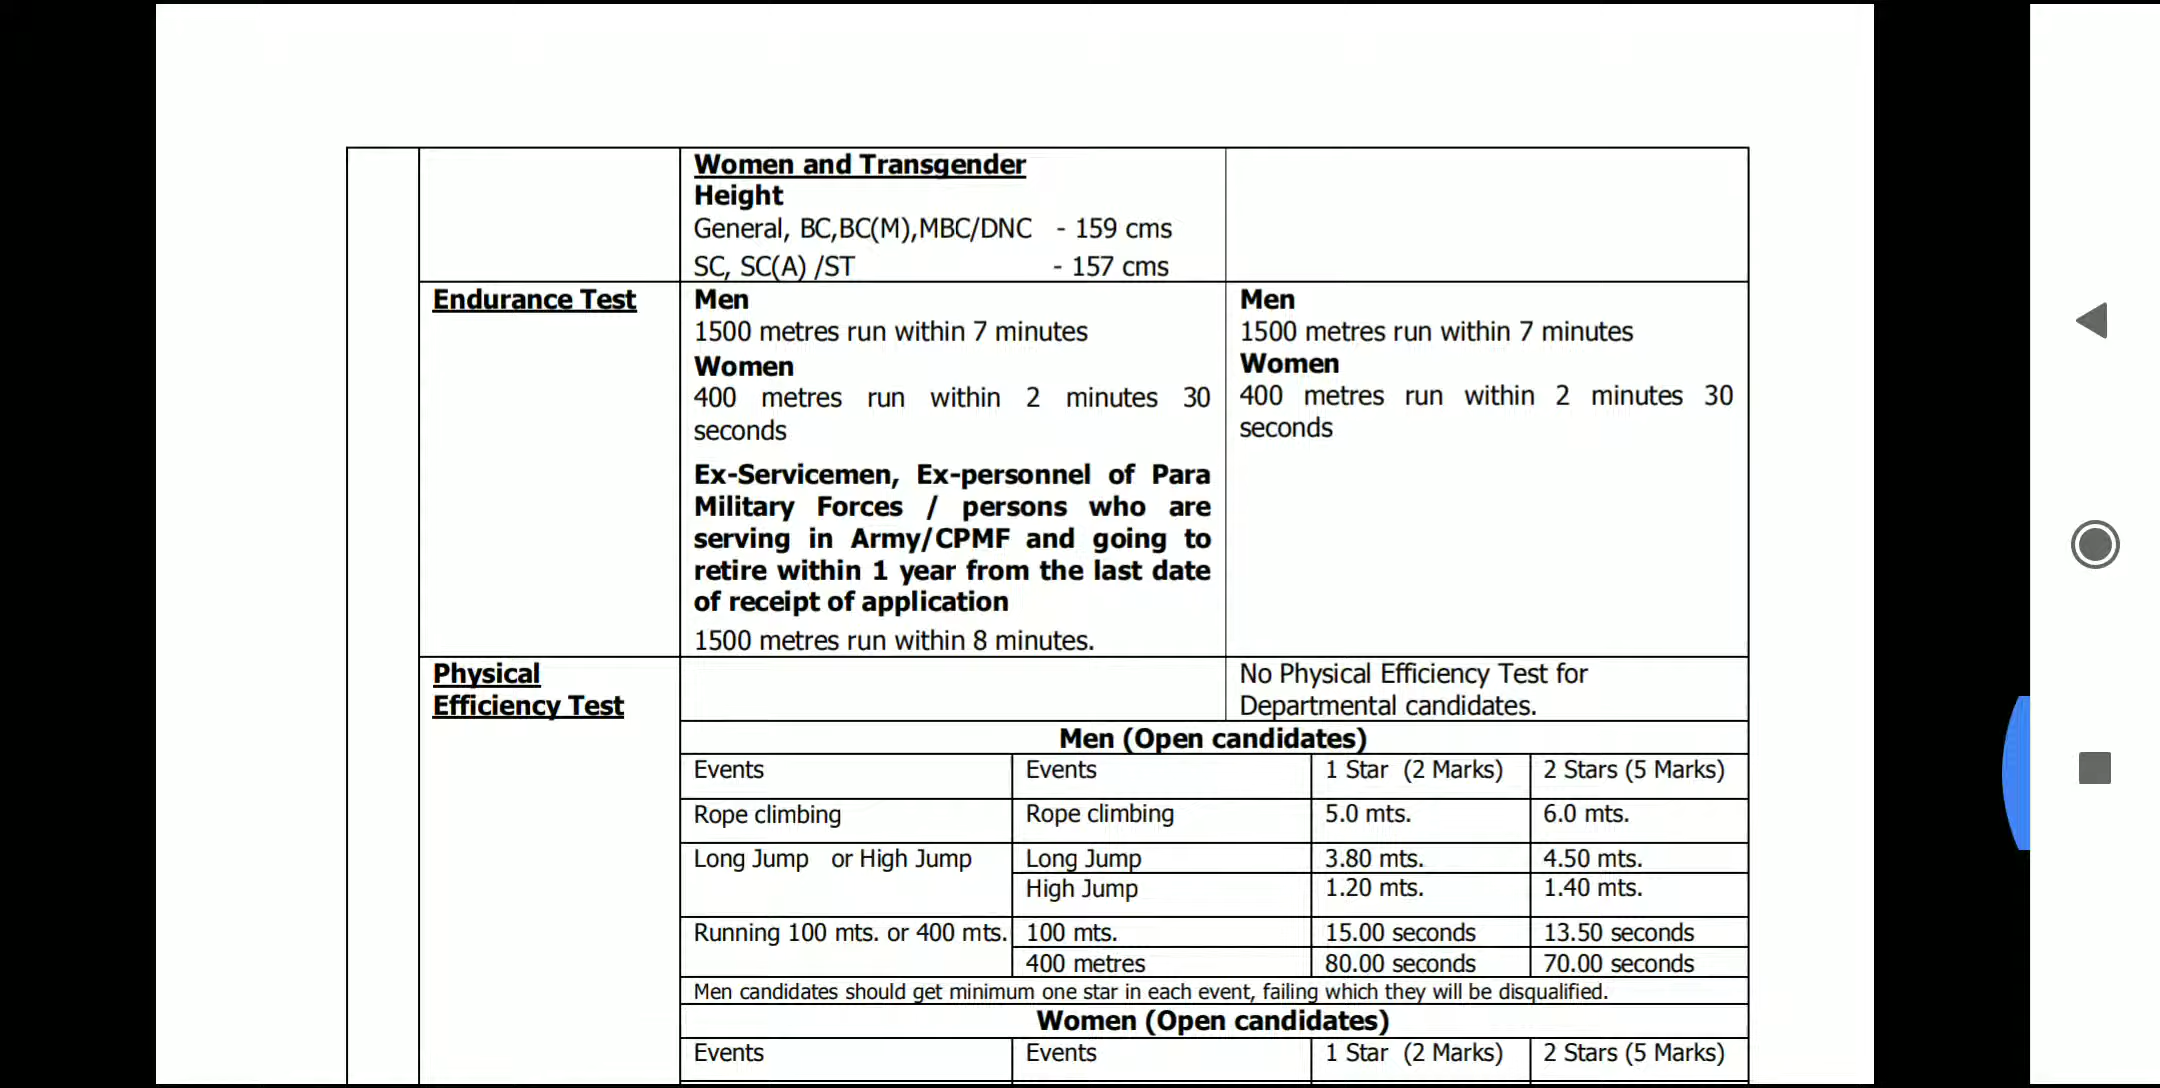 Women and Transgender
Height
General, BC,BC(M),MBC/DNC - 159 cms
SC, SC(A) /ST - 157 cms
Endurance Test
Men
1500 metres run within 7 minutes
Women
400 metres run within 2 minutes 30
seconds
Ex-Servicemen, Ex-personnel of Para
Military Forces / persons who are
serving in Army/CPMF and going to
retire within 1 year from the last date
of receipt of application
1500 metres run within 8 minutes.
Men
1500 metres run within 7 minutes
Women
400 metres run within 2 minutes 30
seconds
Physical
Efficiency Test
No Physical Efficiency Test for
Departmental candidates.
Men (Open candidates)
Events Events 1 Star (2 Marks) 2 Stars (5 Marks)
Rope climbing Rope climbing 5.0 mts. 6.0 mts.
Long Jump or High Jump Long Jump 3.80 mts. 4.50 mts.
High Jump 1.20 mts. 1.40 mts.
Running 100 mts. or 400 mts. 100 mts. 15.00 seconds 13.50 seconds
400 metres 80.00 seconds 70.00 seconds
Men candidates should get minimum one star in each event, failing which they will be disqualified.
Women (Open candidates)
Events Events 1 Star (2 Marks) 2 Stars (5 Marks)